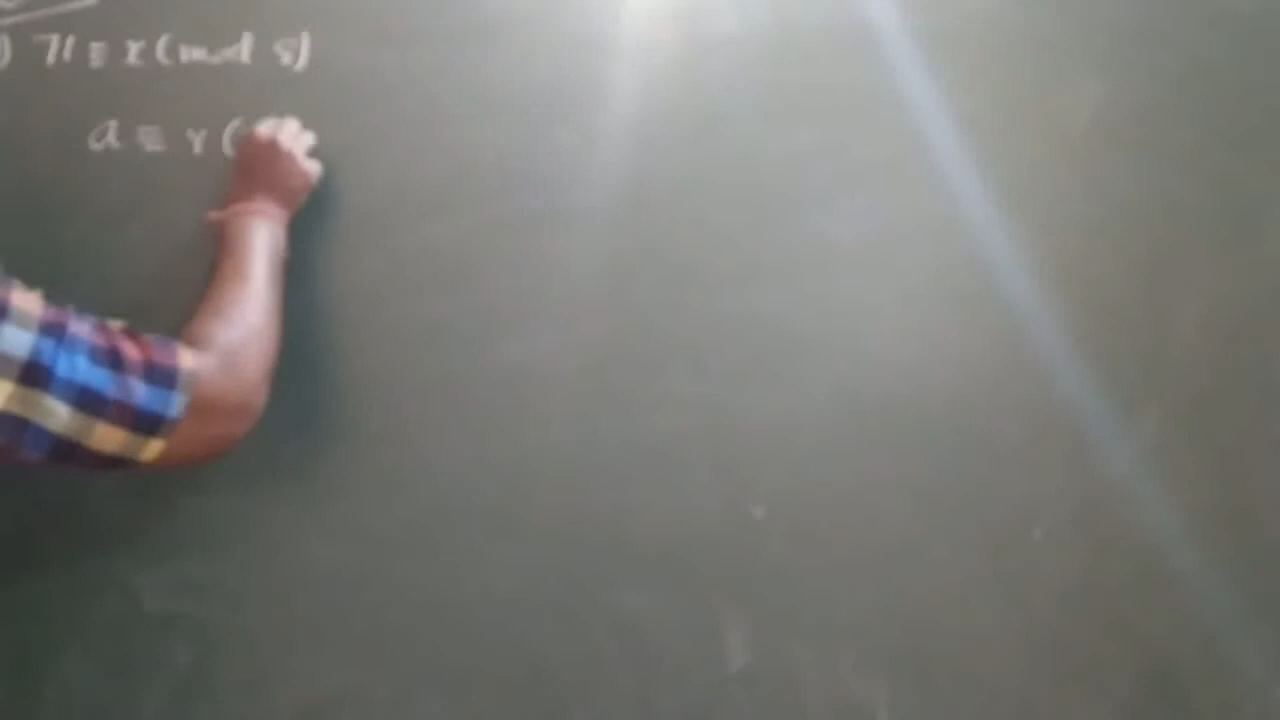 ) 71 ≡ x (mod 5)
a ≡ r (